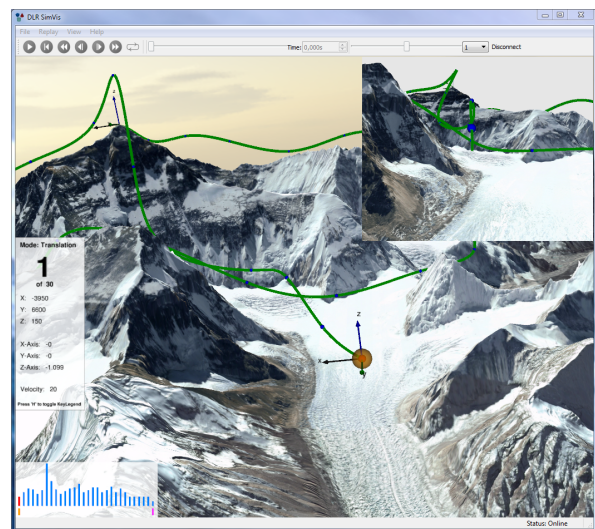 DLR SimVis
File Replay View Help
Time: 0,000s 1 Disconnect
z
Mode: Translation
1
of 30
X: -3950
Y: 6600
Z: 150
X-Axis: -0
Y-Axis: -0
Z-Axis: -1.099
Velocity: 20
Press 'H' to toggle KeyLegend
Z
X
Status: Online